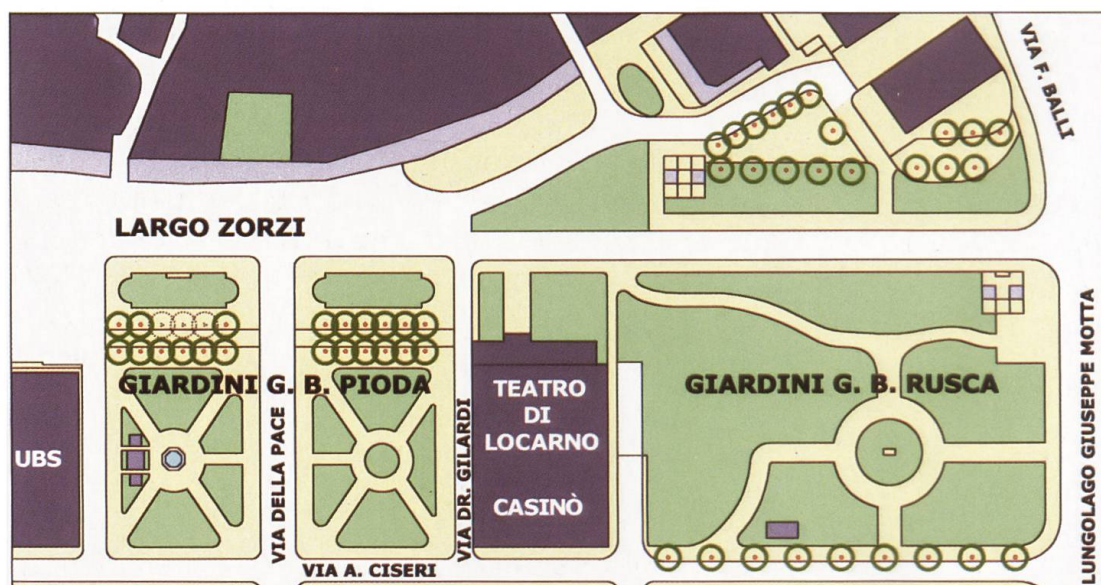 VIA F. BALLI
LARGO ZORZI
GIARDINI G. B. PIODA
GIARDINI G. B. RUSCA
UBS
VIA DELLA PACE
VIA DR. GILARDI
TEATRO
DI
LOCARNO
CASINÒ
LUNGOLAGO GIUSEPPE MOTTA
VIA A. CISERI